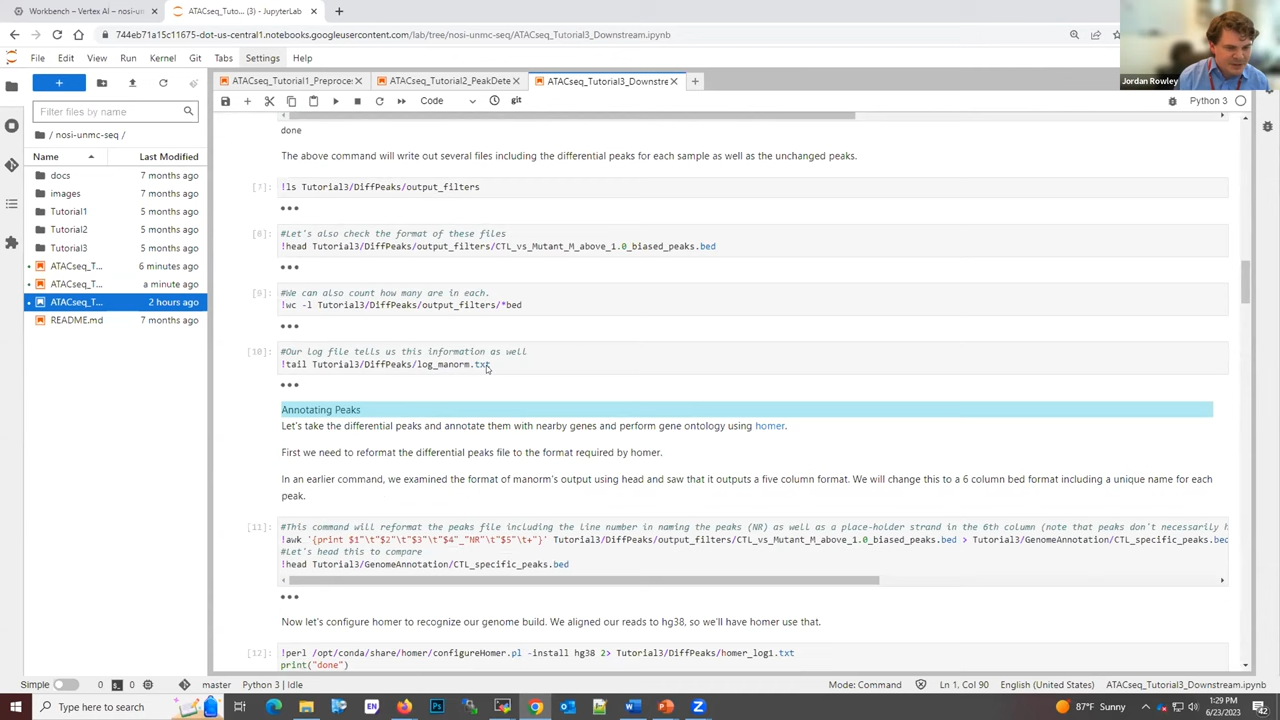 Workbench – Vertex AI – nosi-un
ATACseq_Tuto... (3) - JupyterLab
744eb71a15c11675-dot-us-central1.notebooks.googleusercontent.com/lab/tree/nosi-unmc-seq/ATACseq_Tutorial3_Downstream.ipynb
Jordan Rowley
File Edit View Run Kernel Git Tabs Settings Help
ATACseq_Tutorial1_Preproces
ATACseq_Tutorial2_PeakDete
ATACseq_Tutorial3_Downstre
Code
git
Python 3
Filter files by name
/ nosi-unmc-seq /
Name Last Modified
docs 7 months ago
images 7 months ago
Tutorial1 5 months ago
Tutorial2 5 months ago
Tutorial3 5 months ago
ATACseq_T... 6 minutes ago
ATACseq_T... a minute ago
ATACseq_T... 2 hours ago
README.md 7 months ago
done
The above command will write out several files including the differential peaks for each sample as well as the unchanged peaks.
[7]: !ls Tutorial3/DiffPeaks/output_filters
[8]: #Let's also check the format of these files
!head Tutorial3/DiffPeaks/output_filters/CTL_vs_Mutant_M_above_1.0_biased_peaks.bed
[9]: #We can also count how many are in each.
!wc -l Tutorial3/DiffPeaks/output_filters/*bed
[10]: #Our log file tells us this information as well
!tail Tutorial3/DiffPeaks/log_manorm.txt
Annotating Peaks
Let's take the differential peaks and annotate them with nearby genes and perform gene ontology using homer.
First we need to reformat the differential peaks file to the format required by homer.
In an earlier command, we examined the format of manorm's output using head and saw that it outputs a five column format. We will change this to a 6 column bed format including a unique name for each
peak.
[11]: #This command will reformat the peaks file including the line number in naming the peaks (NR) as well as a place-holder strand in the 6th column (note that peaks don't necessarily h
!awk '{print $1"\t"$2"\t"$3"\t"$4"_"NR"\t"$5"\t+"}' Tutorial3/DiffPeaks/output_filters/CTL_vs_Mutant_M_above_1.0_biased_peaks.bed > Tutorial3/GenomeAnnotation/CTL_specific_peaks.bed
#Let's head this to compare
!head Tutorial3/GenomeAnnotation/CTL_specific_peaks.bed
Now let's configure homer to recognize our genome build. We aligned our reads to hg38, so we'll have homer use that.
[12]: !perl /opt/conda/share/homer/configureHomer.pl -install hg38 2> Tutorial3/DiffPeaks/homer_log1.txt
print("done")
Simple 0 1 master Python 3 | Idle Mode: Command Ln 1, Col 90 English (United States) ATACseq_Tutorial3_Downstream.ipynb
Type here to search
87°F Sunny
1:29 PM
6/23/2023
42